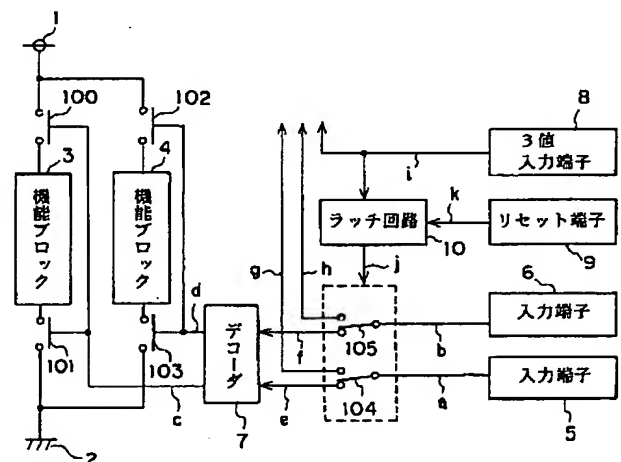 1
100
102
8
3
4
3値
入力端子
機能ブロック
機能ブロック
i
k
ラッチ回路
リセット端子
10
9
g
h
j
6
d
デコーダ
105
b
入力端子
f
101
103
104
a
入力端子
c
7
e
5
2